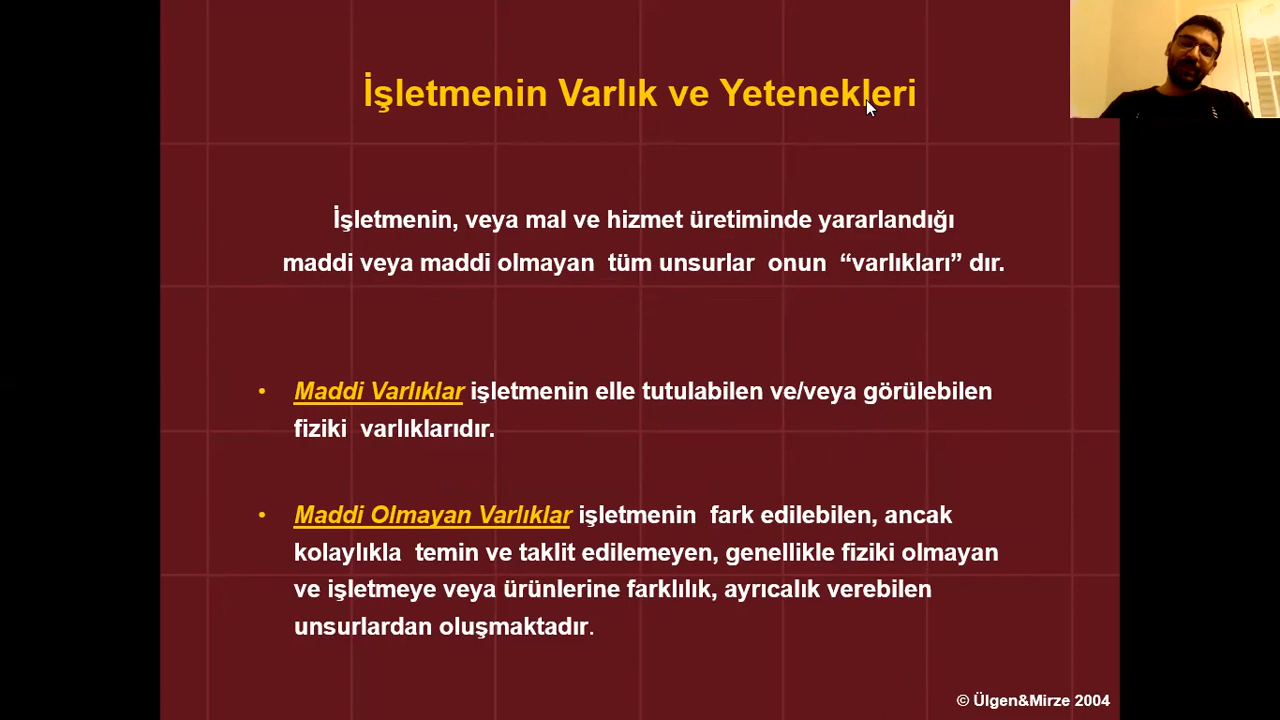 İşletmenin Varlık ve Yetenekleri
İşletmenin, veya mal ve hizmet üretiminde yararlandığı
maddi veya maddi olmayan tüm unsurlar onun “varlıkları” dır.
• Maddi Varlıklar işletmenin elle tutulabilen ve/veya görülebilen
fiziki varlıklarıdır.
• Maddi Olmayan Varlıklar işletmenin fark edilebilen, ancak
kolaylıkla temin ve taklit edilemeyen, genellikle fiziki olmayan
ve işletmeye veya ürünlerine farklılık, ayrıcalık verebilen
unsurlardan oluşmaktadır.
© Ülgen&Mirze 2004